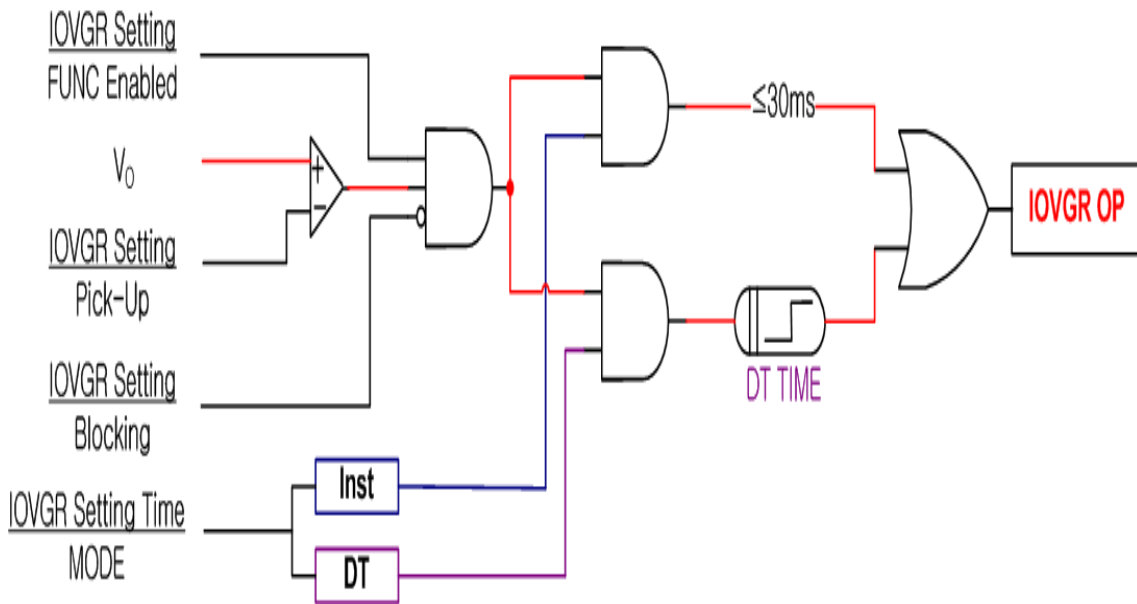 IOVGR Setting
FUNC Enabled
V₀
IOVGR Setting
Pick-Up
IOVGR Setting
Blocking
IOVGR Setting Time
MODE
+
−
Inst
DT
≤30ms
DT TIME
IOVGR OP